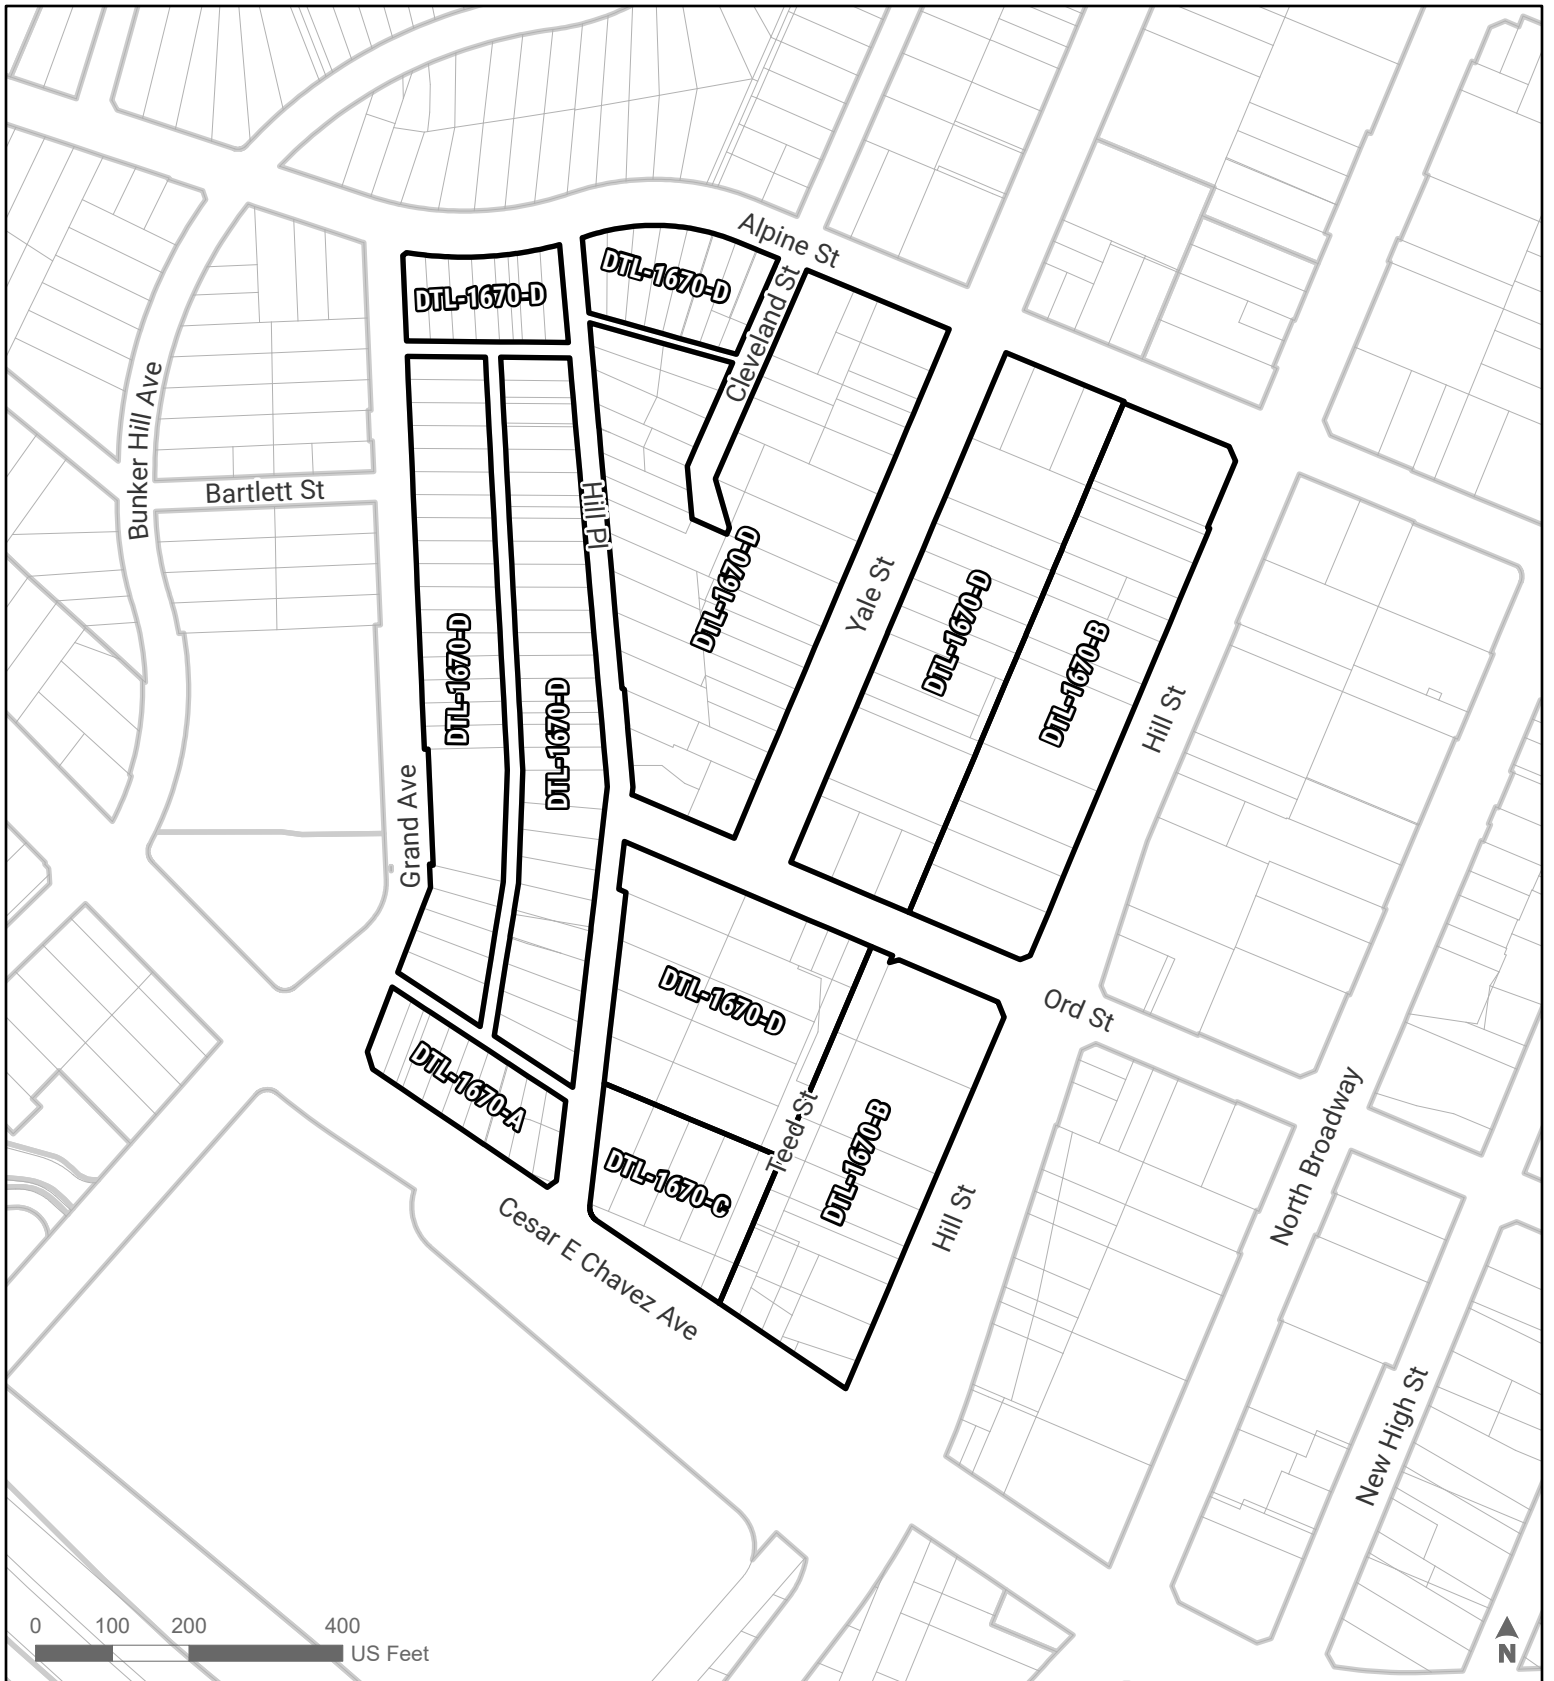 Alpine St
DTL-1670-D
DTL-1670-D
Cleveland St
Bunker Hill Ave
Bartlett St
Hill Pl
DTL-1670-D
Yale St
DTL-1670-D
DTL-1670-B
DTL-1670-D
DTL-1670-D
Hill St
Grand Ave
DTL-1670-D
Ord St
DTL-1670-A
Teed St
DTL-1670-B
DTL-1670-C
North Broadway
Hill St
Cesar E Chavez Ave
New High St
0 100 200 400
US Feet
N